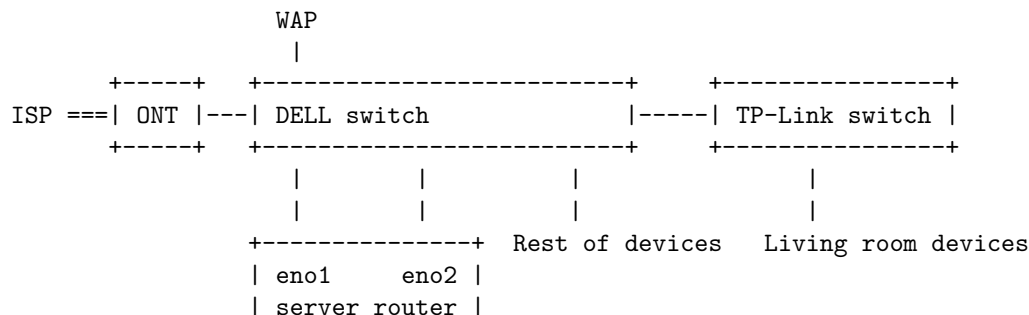 WAP
ISP ONT DELL switch TP-Link switch
Rest of devices Living room devices
eno1 eno2
server router